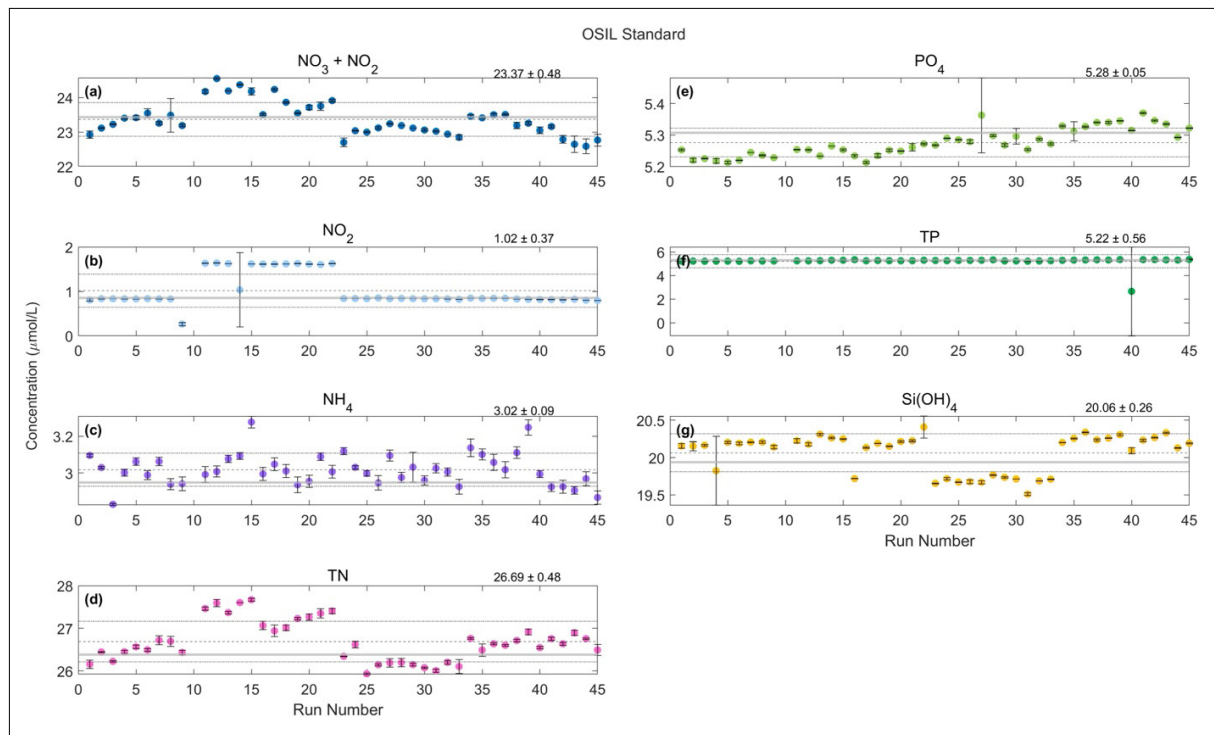 OSIL Standard
NO3 + NO2
23.37 ± 0.48
(a)
24
23
22
0 5 10 15 20 25 30 35 40 45
NO2
1.02 ± 0.37
(b)
2
1
0
0 5 10 15 20 25 30 35 40 45
NH4
3.02 ± 0.09
(c)
3.2
3
0 5 10 15 20 25 30 35 40 45
TN
26.69 ± 0.48
(d)
28
27
26
0 5 10 15 20 25 30 35 40 45
Run Number
Concentration (μmol/L)
PO4
5.28 ± 0.05
(e)
5.4
5.3
5.2
0 5 10 15 20 25 30 35 40 45
TP
5.22 ± 0.56
(f)
6
4
2
0
0 5 10 15 20 25 30 35 40 45
Si(OH)4
20.06 ± 0.26
(g)
20.5
20
19.5
0 5 10 15 20 25 30 35 40 45
Run Number